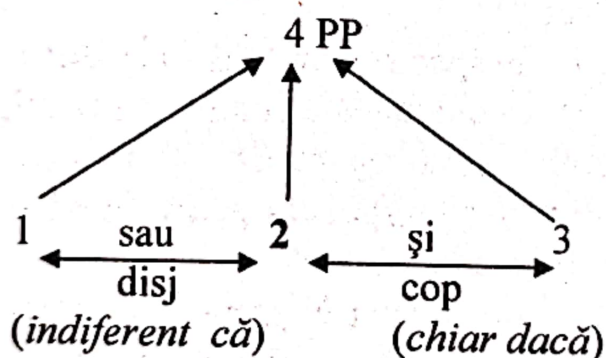 4 PP
1 sau 2 şi 3
disj cop
(indiferent că) (chiar dacă)